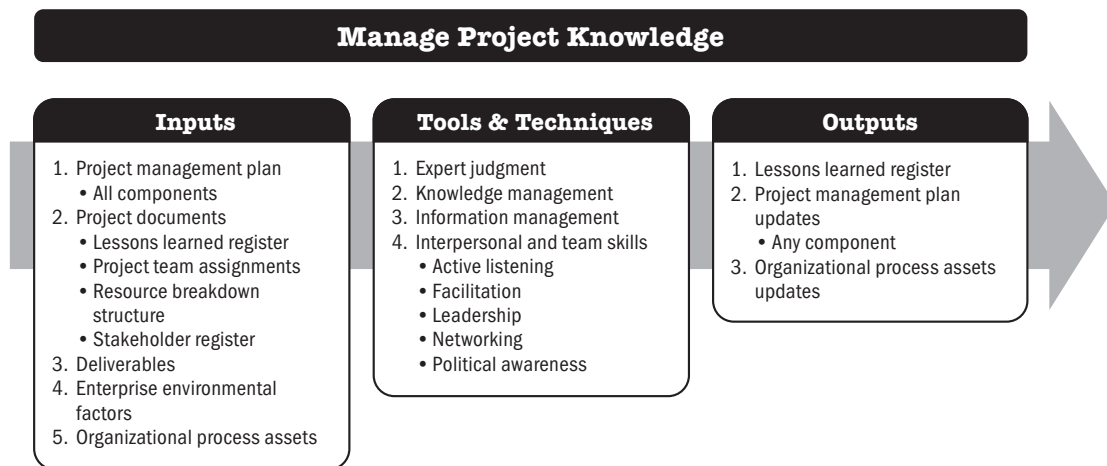 Manage Project Knowledge
Inputs
1. Project management plan
• All components
2. Project documents
• Lessons learned register
• Project team assignments
• Resource breakdown
structure
• Stakeholder register
3. Deliverables
4. Enterprise environmental
factors
5. Organizational process assets
Tools & Techniques
1. Expert judgment
2. Knowledge management
3. Information management
4. Interpersonal and team skills
• Active listening
• Facilitation
• Leadership
• Networking
• Political awareness
Outputs
1. Lessons learned register
2. Project management plan
updates
• Any component
3. Organizational process assets
updates